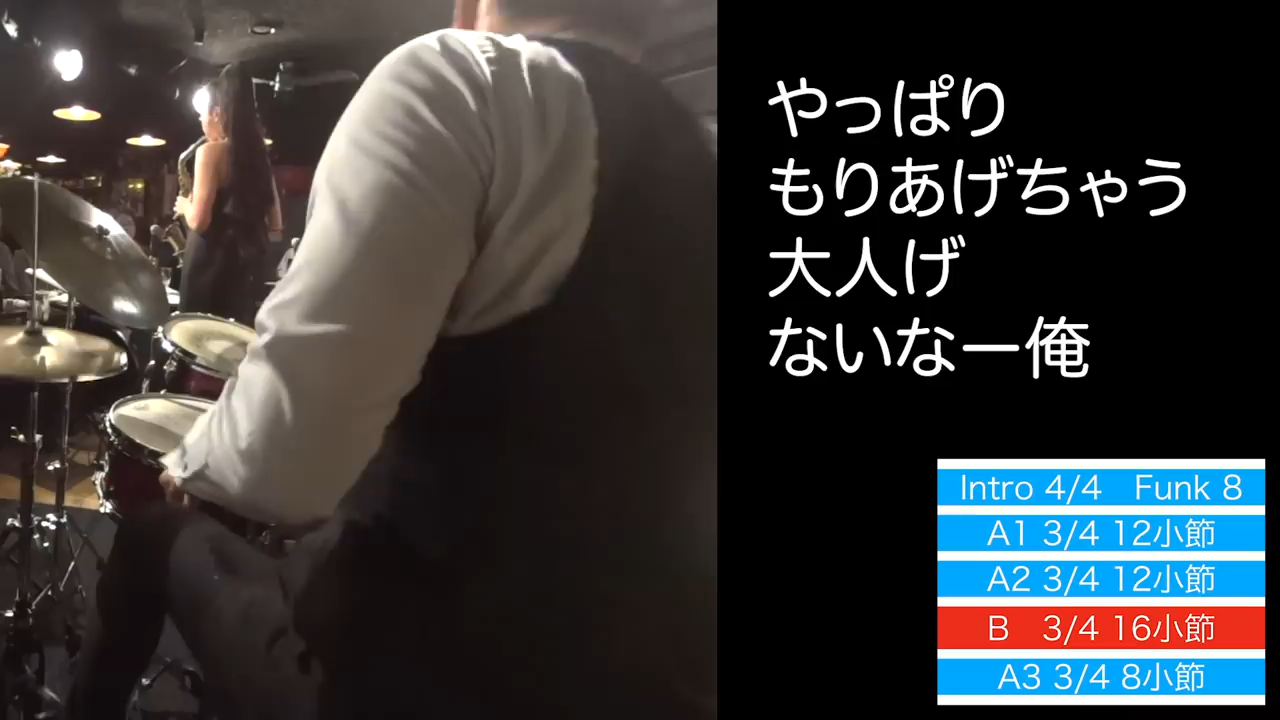 やっぱり
もりあげちゃう
大人げ
ないなー俺
Intro 4/4　Funk 8
A1 3/4 12小節
A2 3/4 12小節
B　3/4 16小節
A3 3/4 8小節